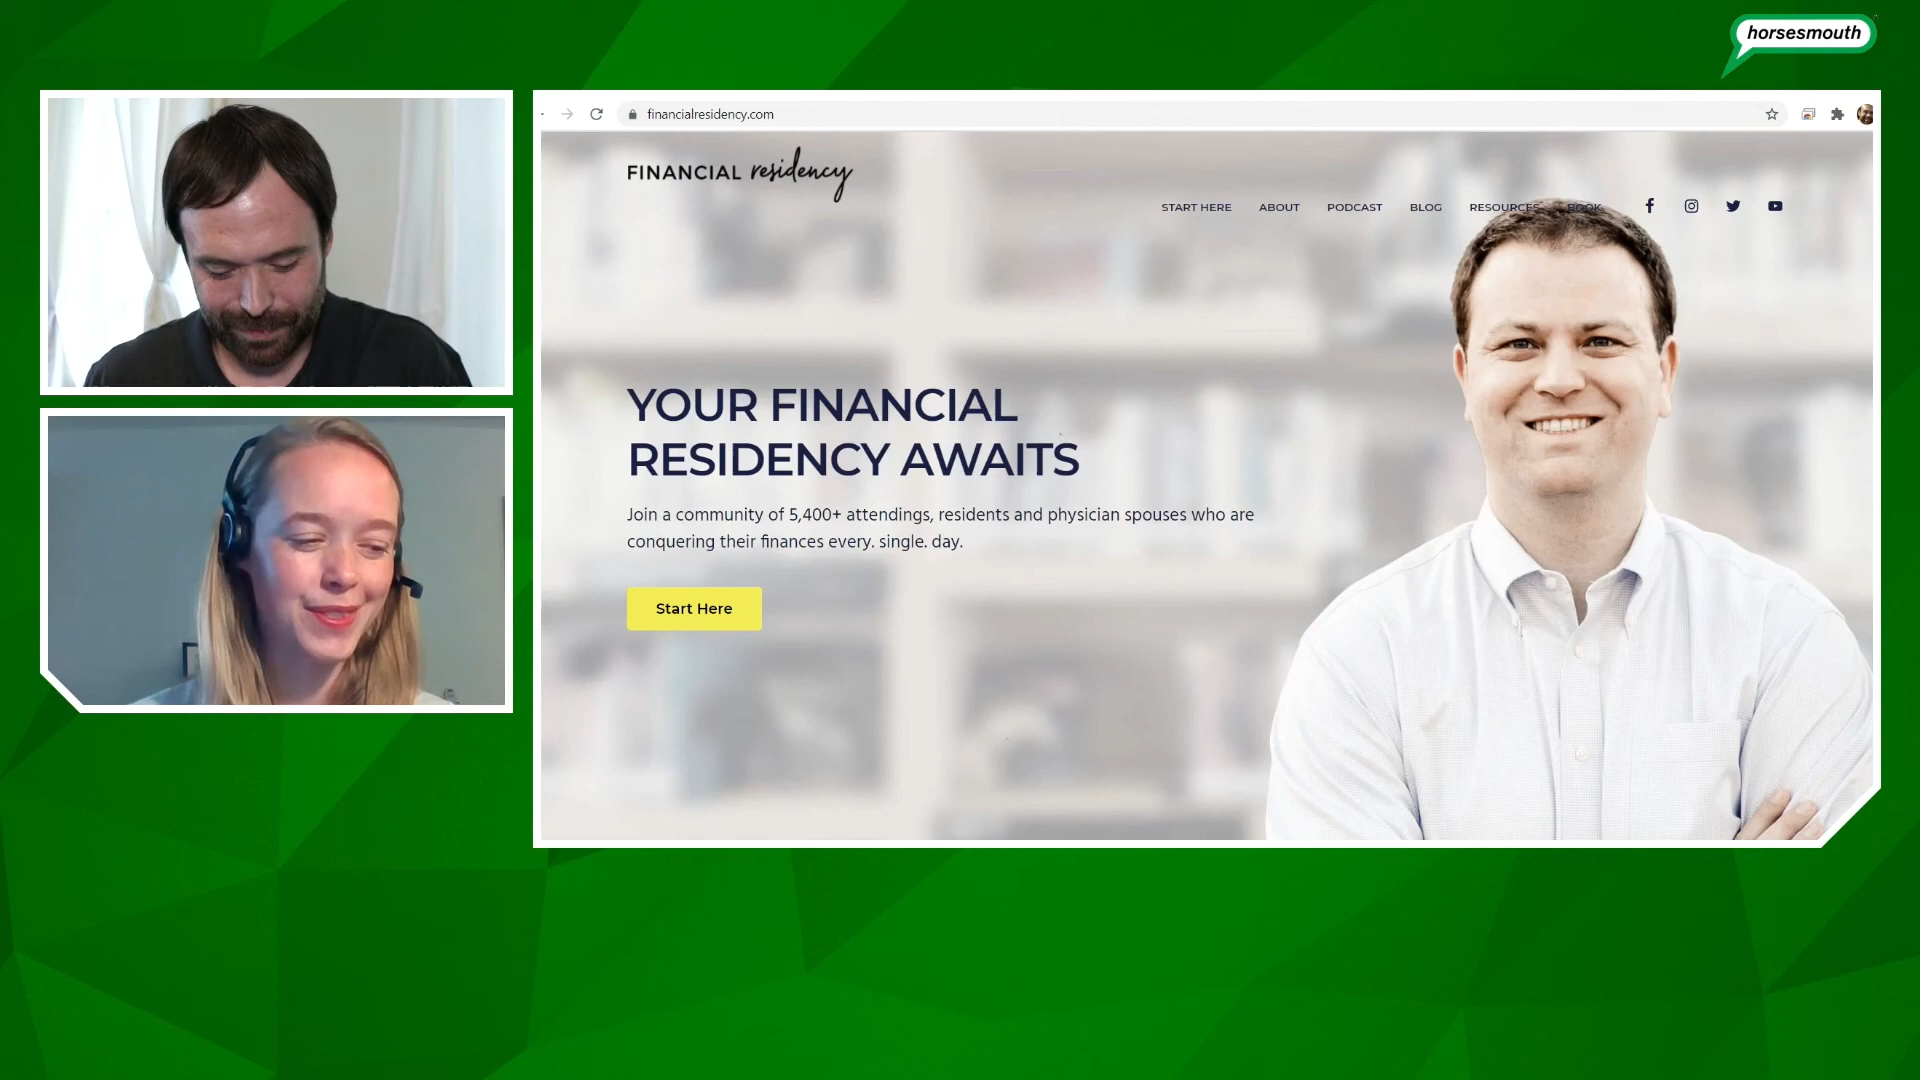 horsesmouth
financialresidency.com
FINANCIAL residency
START HERE ABOUT PODCAST BLOG RESOURCES BOOK
YOUR FINANCIAL
RESIDENCY AWAITS
Join a community of 5,400+ attendings, residents and physician spouses who are
conquering their finances every. single. day.
Start Here